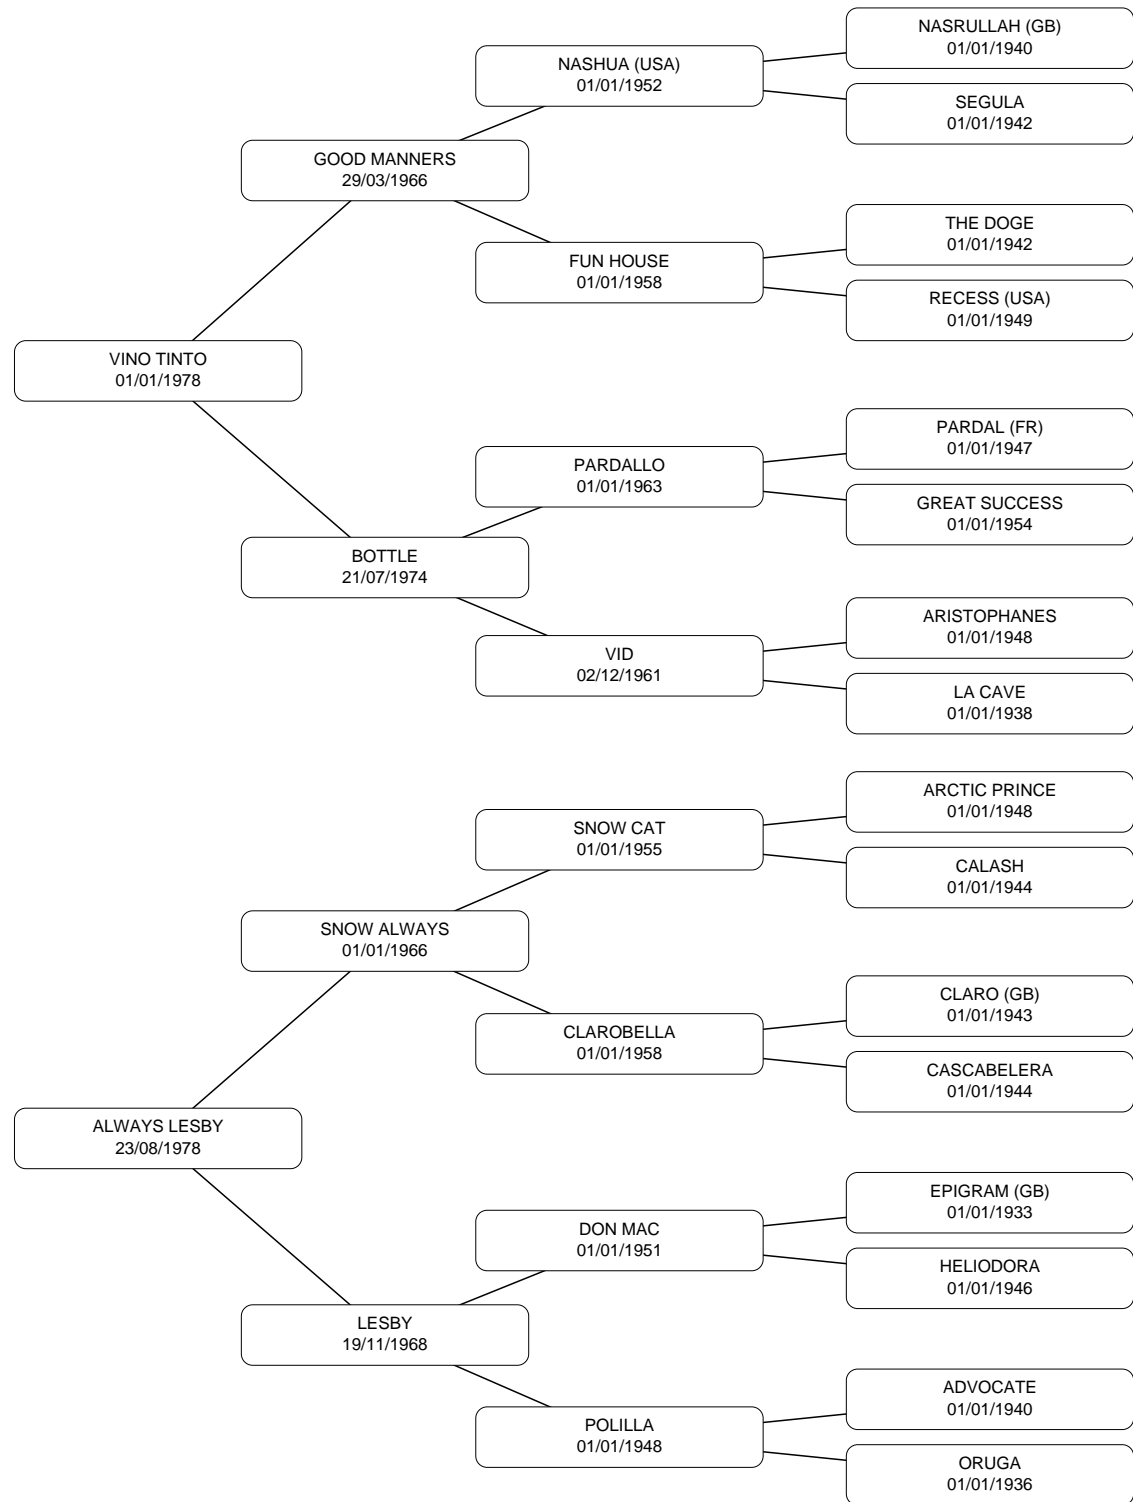 NASRULLAH (GB)
01/01/1940
NASHUA (USA)
01/01/1952
SEGULA
01/01/1942
GOOD MANNERS
29/03/1966
THE DOGE
01/01/1942
FUN HOUSE
01/01/1958
RECESS (USA)
01/01/1949
VINO TINTO
01/01/1978
PARDAL (FR)
01/01/1947
PARDALLO
01/01/1963
GREAT SUCCESS
01/01/1954
BOTTLE
21/07/1974
ARISTOPHANES
01/01/1948
VID
02/12/1961
LA CAVE
01/01/1938
ARCTIC PRINCE
01/01/1948
SNOW CAT
01/01/1955
CALASH
01/01/1944
SNOW ALWAYS
01/01/1966
CLARO (GB)
01/01/1943
CLAROBELLA
01/01/1958
CASCABELERA
01/01/1944
ALWAYS LESBY
23/08/1978
EPIGRAM (GB)
01/01/1933
DON MAC
01/01/1951
HELIODORA
01/01/1946
LESBY
19/11/1968
ADVOCATE
01/01/1940
POLILLA
01/01/1948
ORUGA
01/01/1936